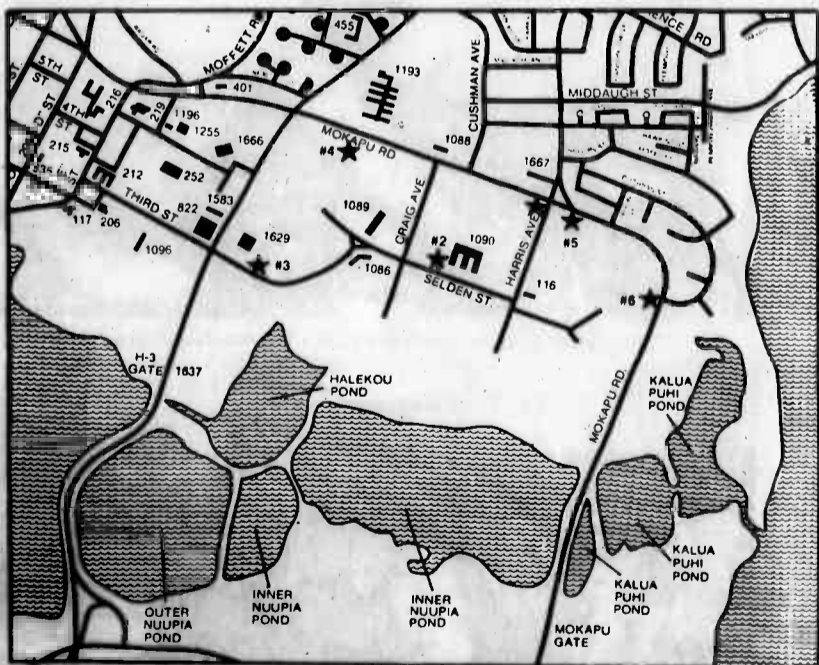 MOFFETT RD
455
RENCE RD
5TH
ST
4TH
ST
ST
216
219
401
1196
1255
1666
1193
CUSHMAN AVE.
MIDDAUGH ST
MOKAPU RD
#4
1088
1667
215
212
252
1583
822
THIRD ST
117
206
1096
1629
#3
1089
1086
CRAIG AVE
#2
1090
HARRIS AVE
#5
116
SELDEN ST
#6
H-3
GATE
1637
HALEKOU
POND
MOKAPU RD.
KALUA
PUHI
POND
OUTER
NUUPIA
POND
INNER
NUUPIA
POND
INNER
NUUPIA
POND
KALUA
PUHI
POND
KALUA
PUHI
POND
MOKAPU
GATE